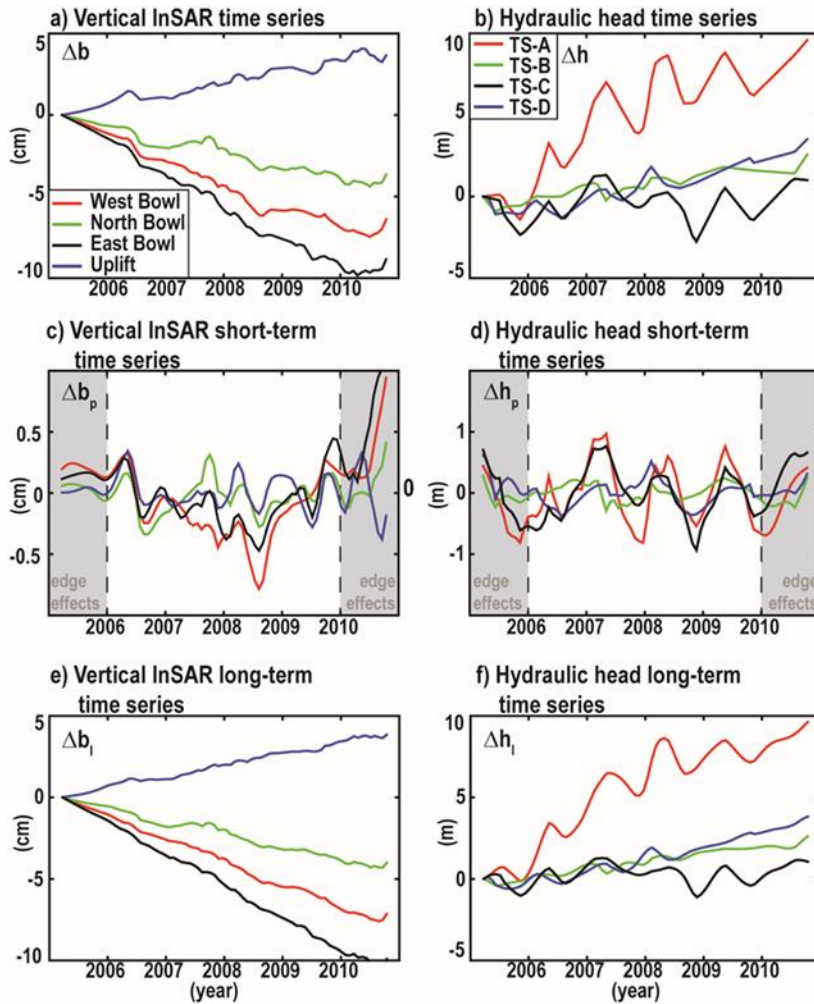 a) Vertical InSAR time series
5
Δb
0
(cm)
-5
-10
West Bowl
North Bowl
East Bowl
Uplift
2006 2007 2008 2009 2010
b) Hydraulic head time series
10
Δh
TS-A
TS-B
TS-C
TS-D
5
(m)
0
-5
2006 2007 2008 2009 2010
c) Vertical InSAR short-term
time series
Δbp
0.5
(cm)
0
-0.5
0
edge
effects
edge
effects
2006 2007 2008 2009 2010
d) Hydraulic head short-term
time series
Δhp
1
(m)
0
-1
edge
effects
edge
effects
2006 2007 2008 2009 2010
e) Vertical InSAR long-term
time series
5
Δbl
0
(cm)
-5
-10
2006 2007 2008 2009 2010
(year)
f) Hydraulic head long-term
time series
10
Δhl
5
(m)
0
-5
2006 2007 2008 2009 2010
(year)